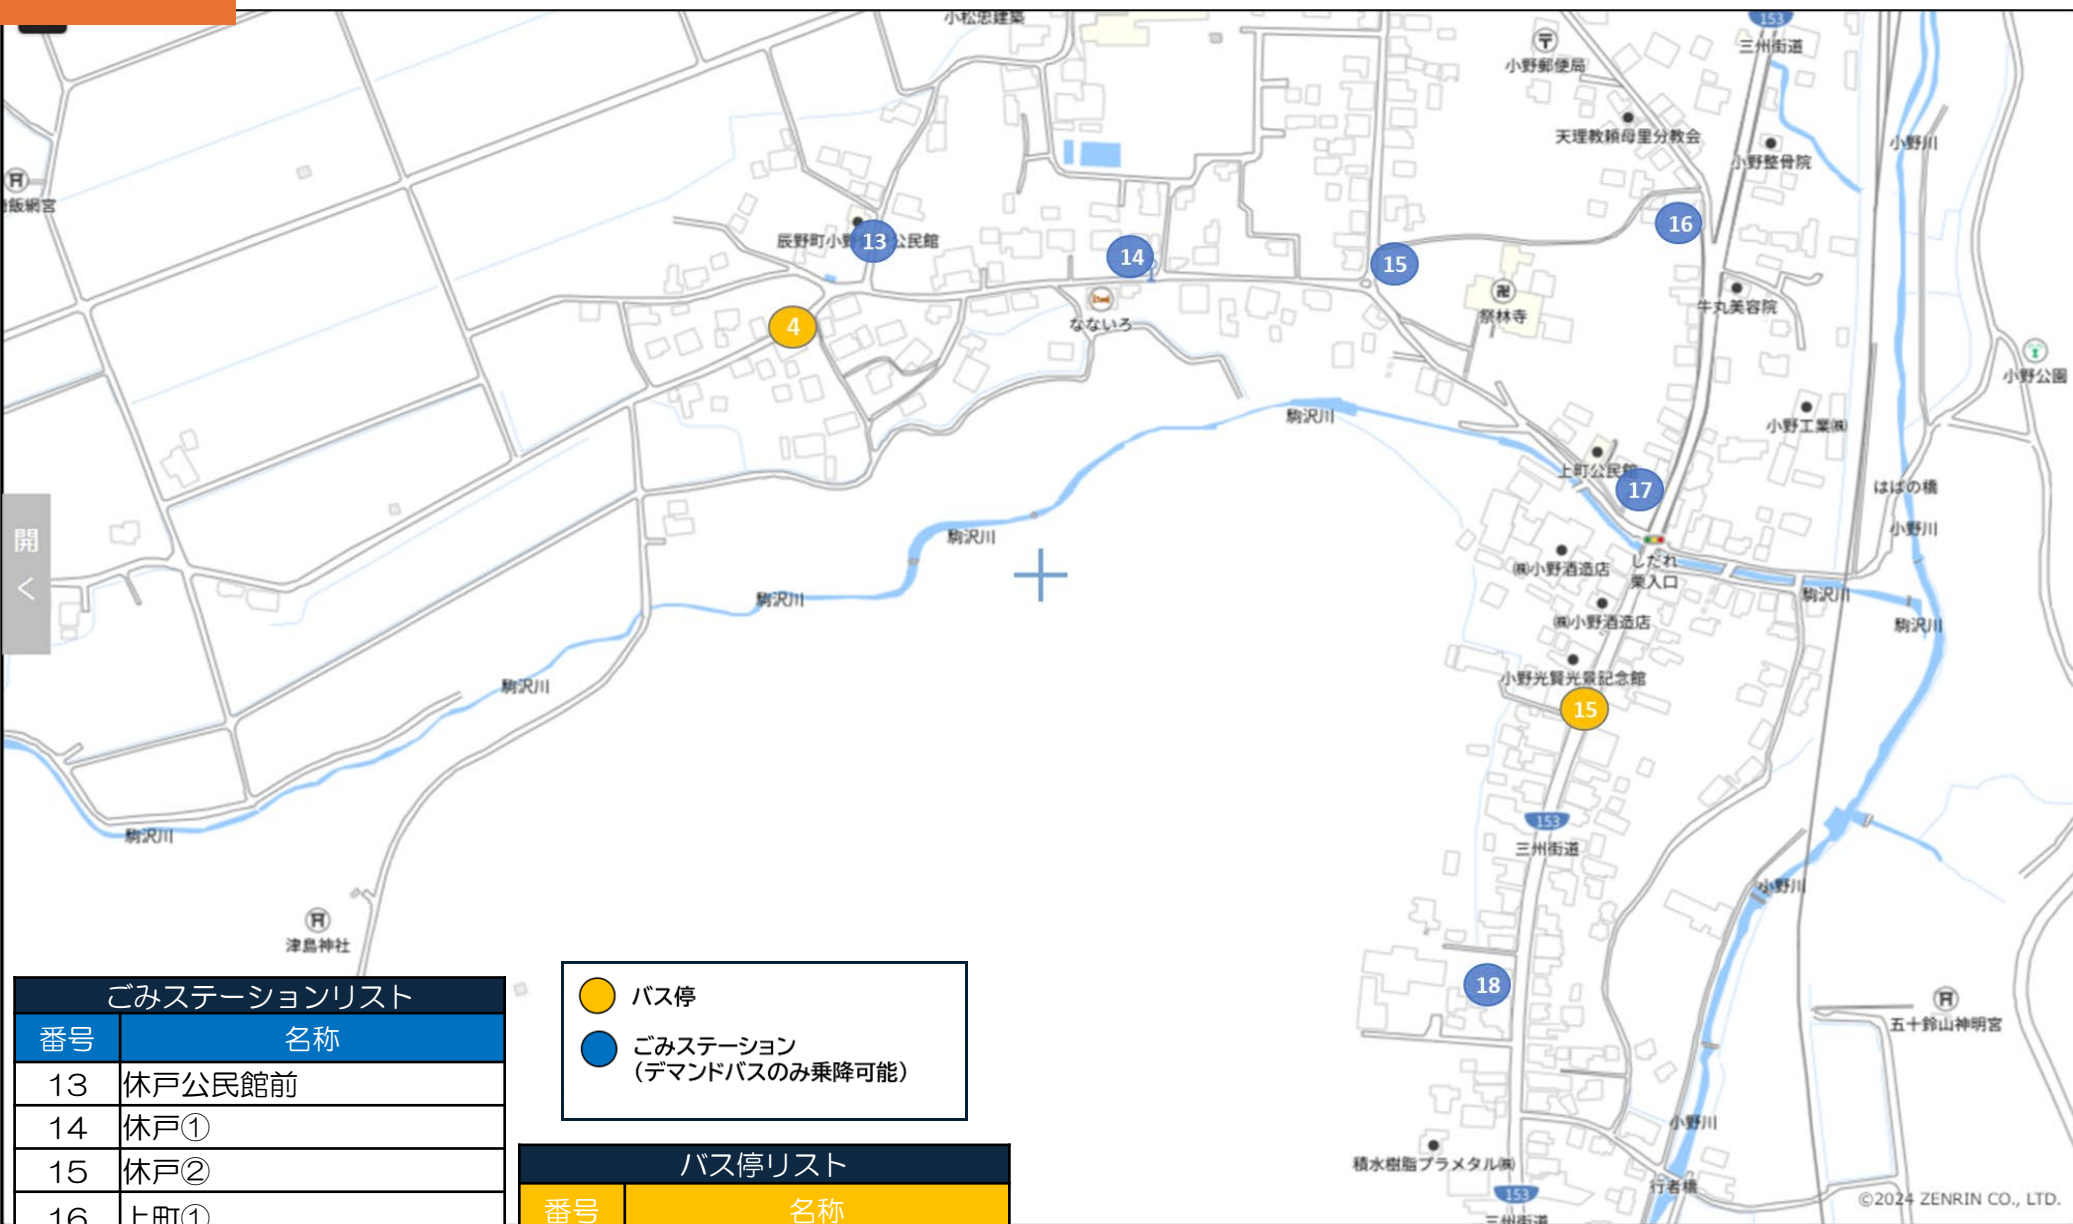 小松忠建築
153
三州街道
小野郵便局
天理教頼母里分教会
小野整骨院
小野川
飯綱宮
辰野町小野
公民館
13
14
15
16
4
なないろ
祭林寺
牛丸美容院
小野公園
小野工業㈱
駒沢川
上町公民館
17
はばの橋
小野川
開
く
駒沢川
㈱小野酒造店
しだれ
栗入口
駒沢川
駒沢川
㈱小野酒造店
駒沢川
小野光賢光景記念館
駒沢川
15
153
三州街道
駒沢川
小野川
津島神社
18
五十鈴山神明宮
小野川
積水樹脂プラメタル㈱
行者橋
153
三州街道
©2024 ZENRIN CO., LTD.
ごみステーションリスト
番号 名称
13 休戸公民館前
14 休戸①
15 休戸②
16 上町①
バス停
ごみステーション
（デマンドバスのみ乗降可能）
バス停リスト
番号 名称